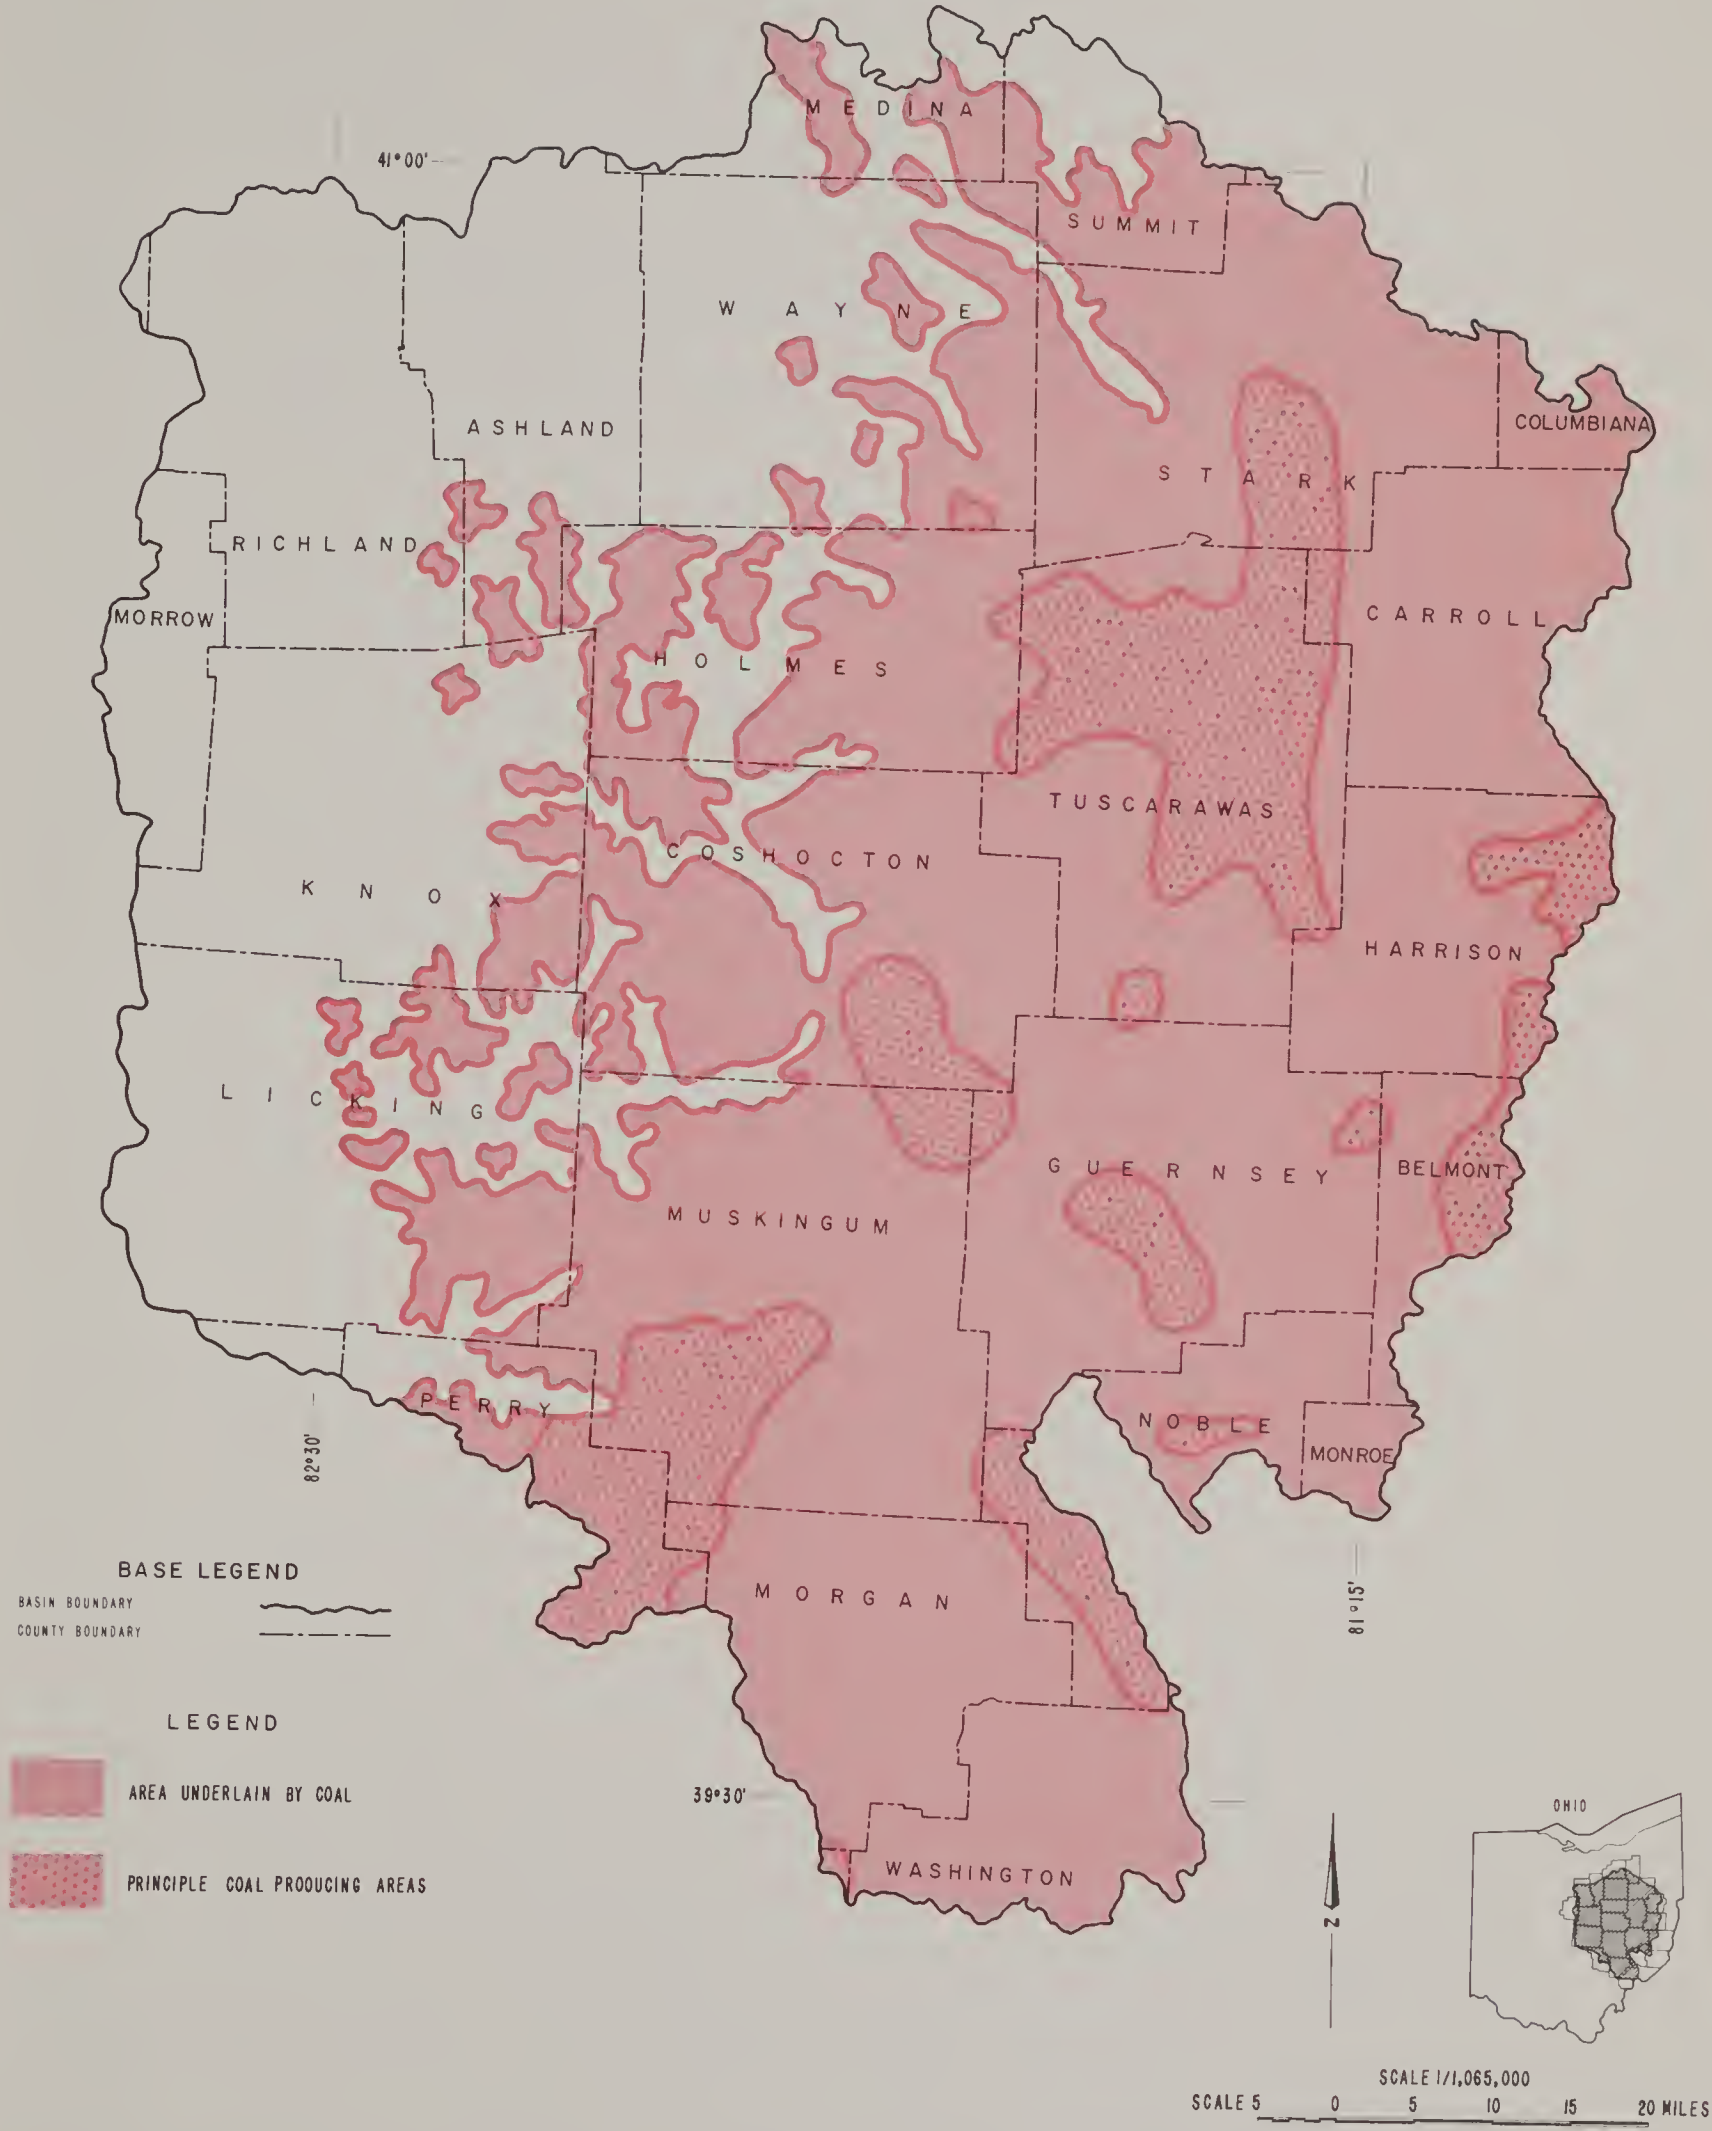 MEDINA
41°00'
SUMMIT
WAYNE
COLUMBIANA
ASHLAND
STARK
RICHLAND
CARROLL
MORROW
HOLMES
TUSCARAWAS
COSHOCTON
KNOX
HARRISON
LICKING
GUERNSEY
BELMONT
MUSKINGUM
PERRY
NOBLE
MONROE
82°30'
BASE LEGEND
BASIN BOUNDARY
COUNTY BOUNDARY
MORGAN
81°15'
LEGEND
AREA UNDERLAIN BY COAL
39°30'
PRINCIPLE COAL PRODUCING AREAS
WASHINGTON
OHIO
N
SCALE 1/1,065,000
SCALE 5 0 5 10 15 20 MILES